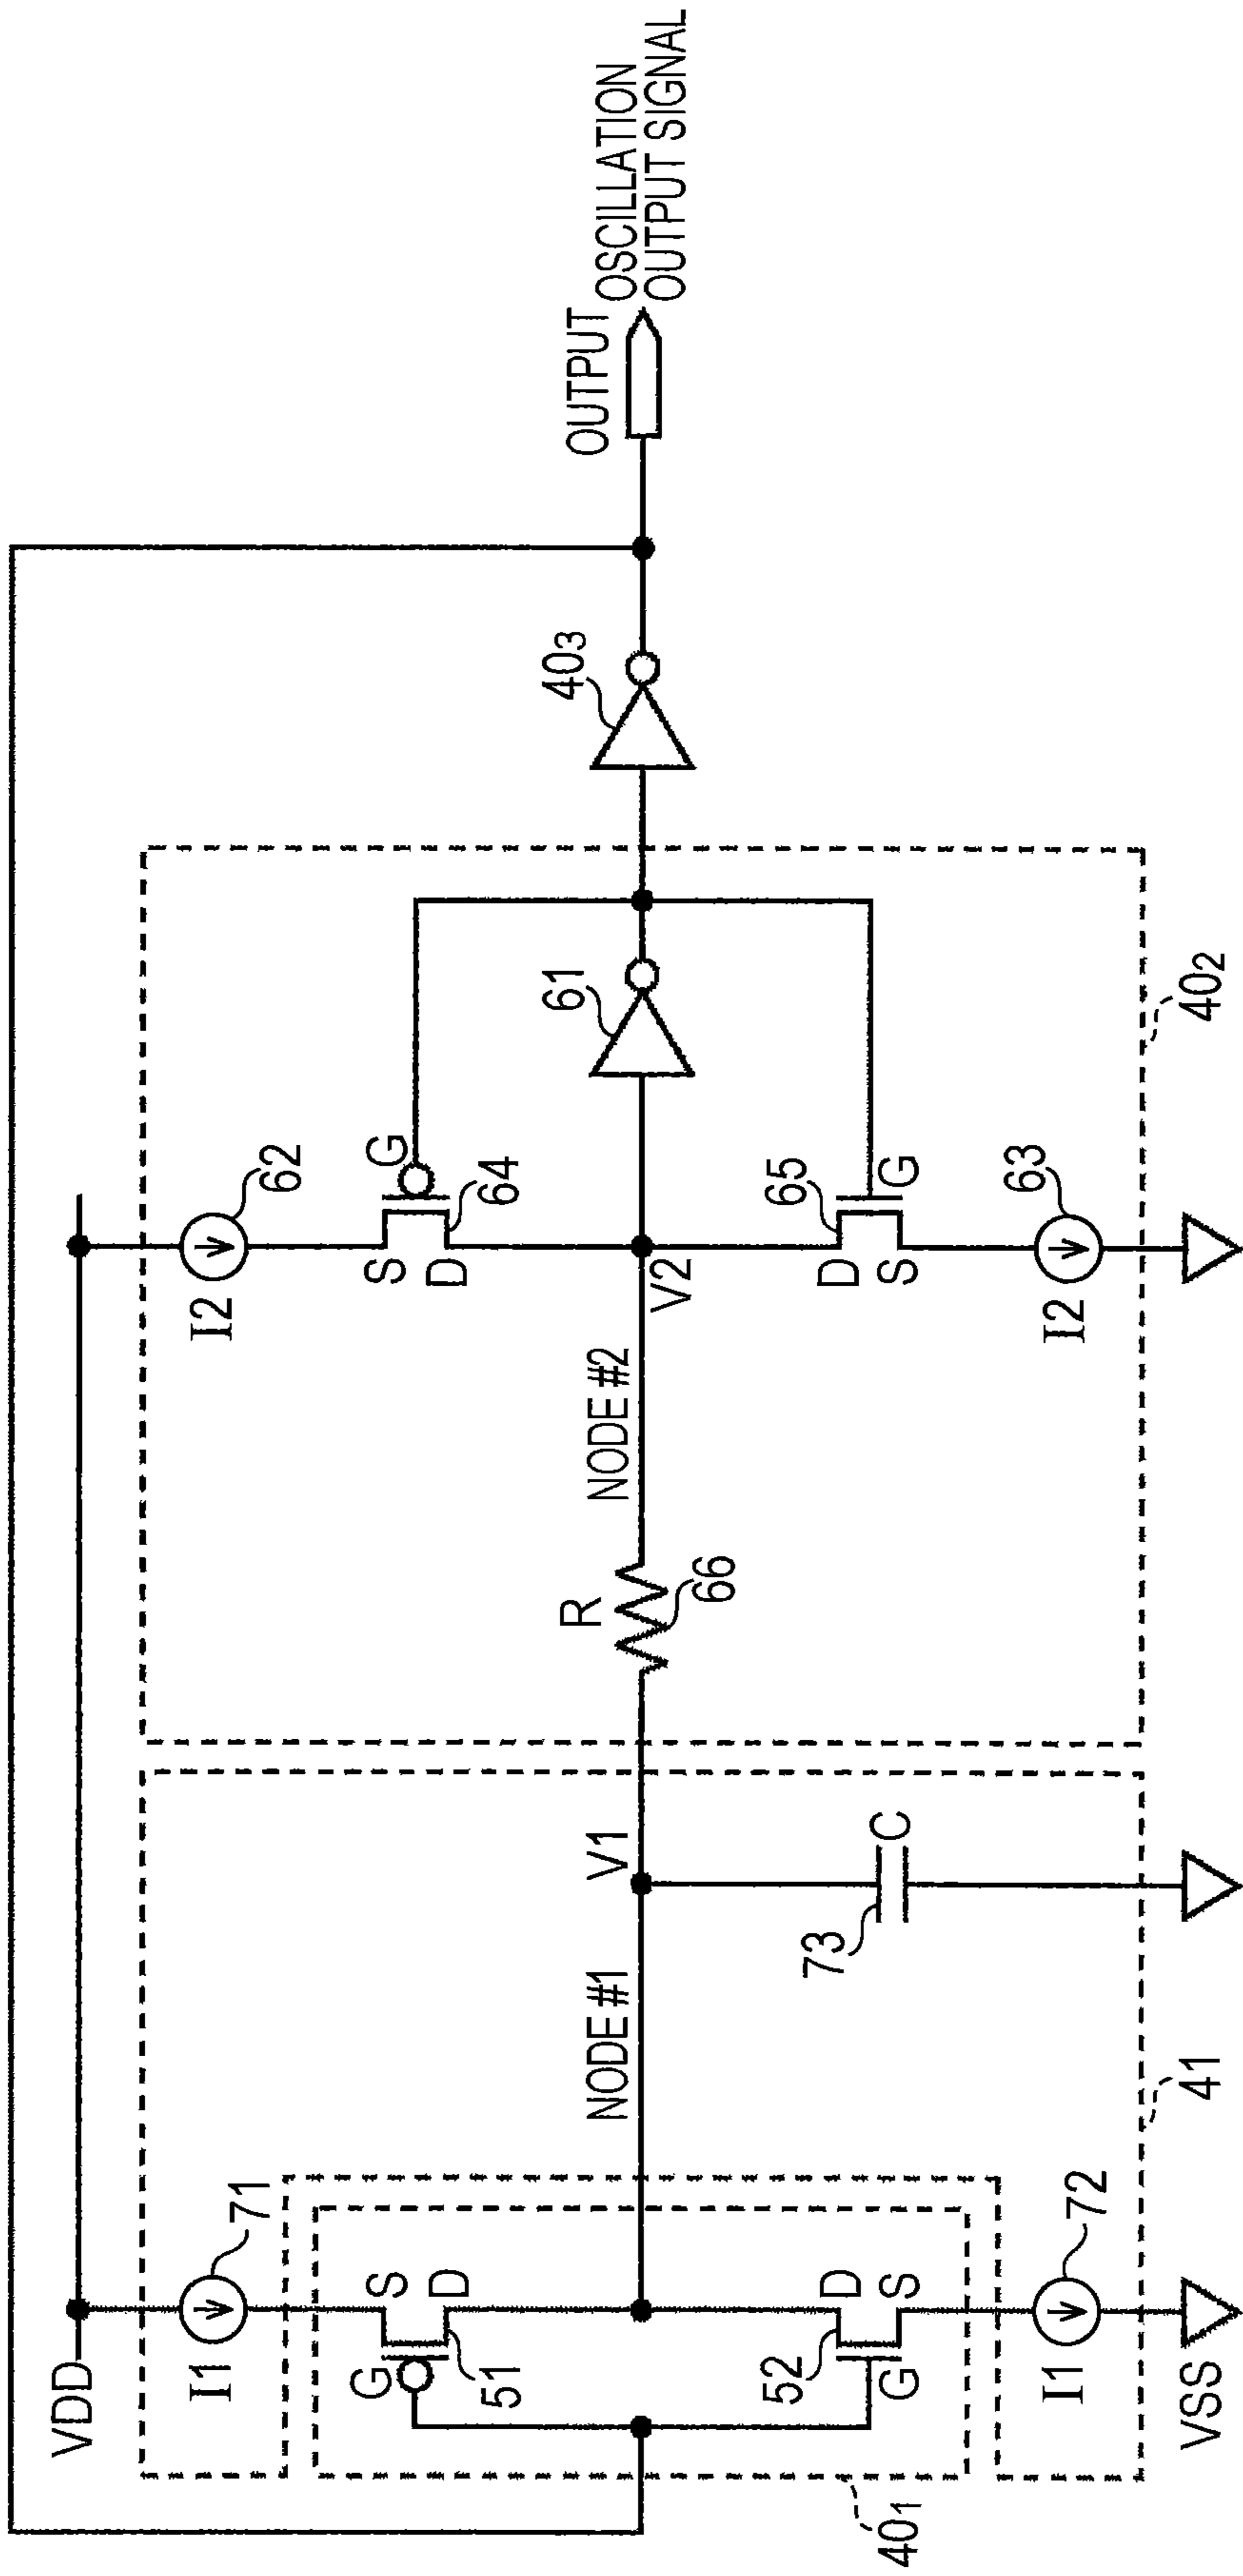 VDD
I1
71
S
D
G
51
52
D
S
G
I1
72
VSS
40₁
41
NODE #1
V1
73
C
R
66
NODE #2
V2
I2
62
S
D
G
64
65
D
S
G
I2
63
61
40₂
40₃
OUTPUT
OSCILLATION
OUTPUT SIGNAL